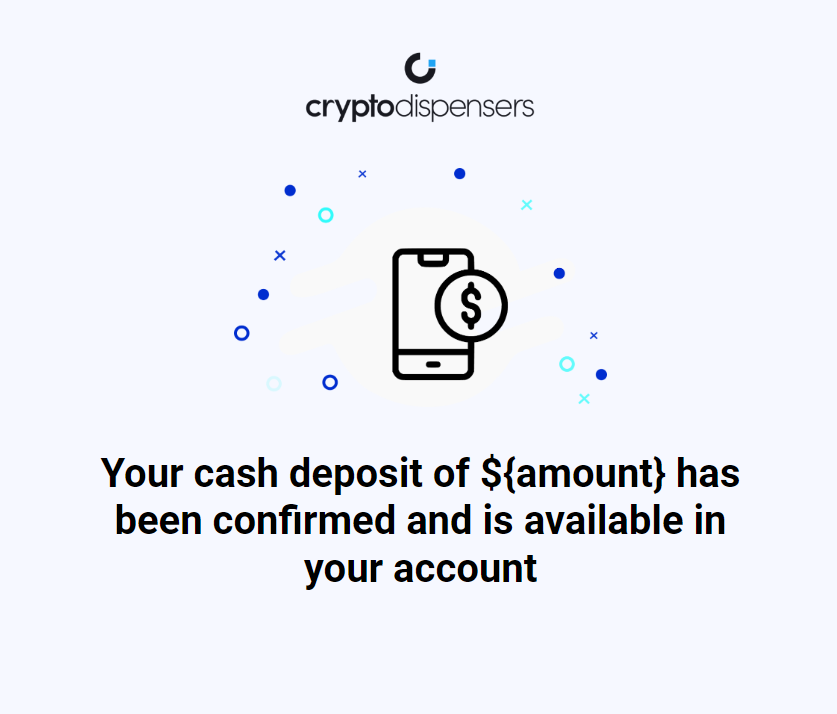 cryptodispensers
Your cash deposit of ${amount} has
been confirmed and is available in
your account